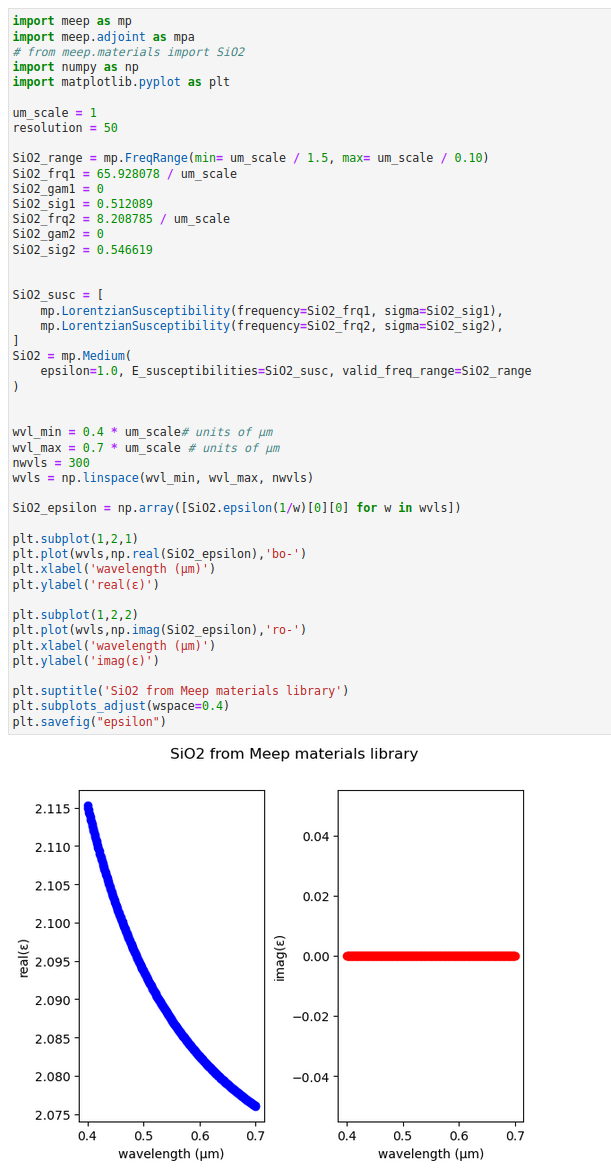 import meep as mp
import meep.adjoint as mpa
# from meep.materials import SiO2
import numpy as np
import matplotlib.pyplot as plt
um_scale = 1
resolution = 50
SiO2_range = mp.FreqRange(min= um_scale / 1.5, max= um_scale / 0.10)
SiO2_frq1 = 65.928078 / um_scale
SiO2_gam1 = 0
SiO2_sig1 = 0.512089
SiO2_frq2 = 8.208785 / um_scale
SiO2_gam2 = 0
SiO2_sig2 = 0.546619
SiO2_susc = [
    mp.LorentzianSusceptibility(frequency=SiO2_frq1, sigma=SiO2_sig1),
    mp.LorentzianSusceptibility(frequency=SiO2_frq2, sigma=SiO2_sig2),
]
SiO2 = mp.Medium(
    epsilon=1.0, E_susceptibilities=SiO2_susc, valid_freq_range=SiO2_range
)
wvl_min = 0.4 * um_scale# units of μm
wvl_max = 0.7 * um_scale # units of μm
nwvls = 300
wvls = np.linspace(wvl_min, wvl_max, nwvls)
SiO2_epsilon = np.array([SiO2.epsilon(1/w)[0][0] for w in wvls])
plt.subplot(1,2,1)
plt.plot(wvls,np.real(SiO2_epsilon),'bo-')
plt.xlabel('wavelength (μm)')
plt.ylabel('real(ε)')
plt.subplot(1,2,2)
plt.plot(wvls,np.imag(SiO2_epsilon),'ro-')
plt.xlabel('wavelength (μm)')
plt.ylabel('imag(ε)')
plt.suptitle('SiO2 from Meep materials library')
plt.subplots_adjust(wspace=0.4)
plt.savefig("epsilon")
SiO2 from Meep materials library
real(ε)
2.115
2.110
2.105
2.100
2.095
2.090
2.085
2.080
2.075
0.4 0.5 0.6 0.7
wavelength (μm)
imag(ε)
0.04
0.02
0.00
−0.02
−0.04
0.4 0.5 0.6 0.7
wavelength (μm)